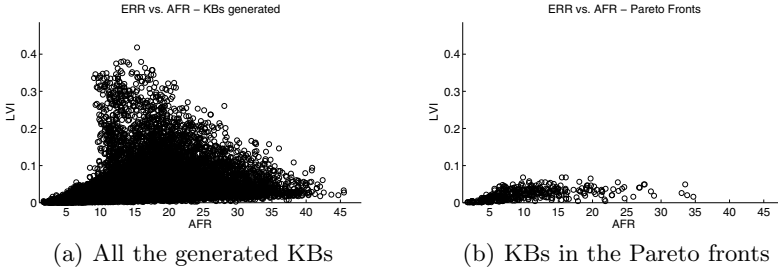 ERR vs. AFR – KBs generated
LVI
0.4
0.3
0.2
0.1
0
5 10 15 20 25 30 35 40 45
AFR
(a) All the generated KBs
ERR vs. AFR – Pareto Fronts
LVI
0.4
0.3
0.2
0.1
0
5 10 15 20 25 30 35 40 45
AFR
(b) KBs in the Pareto fronts